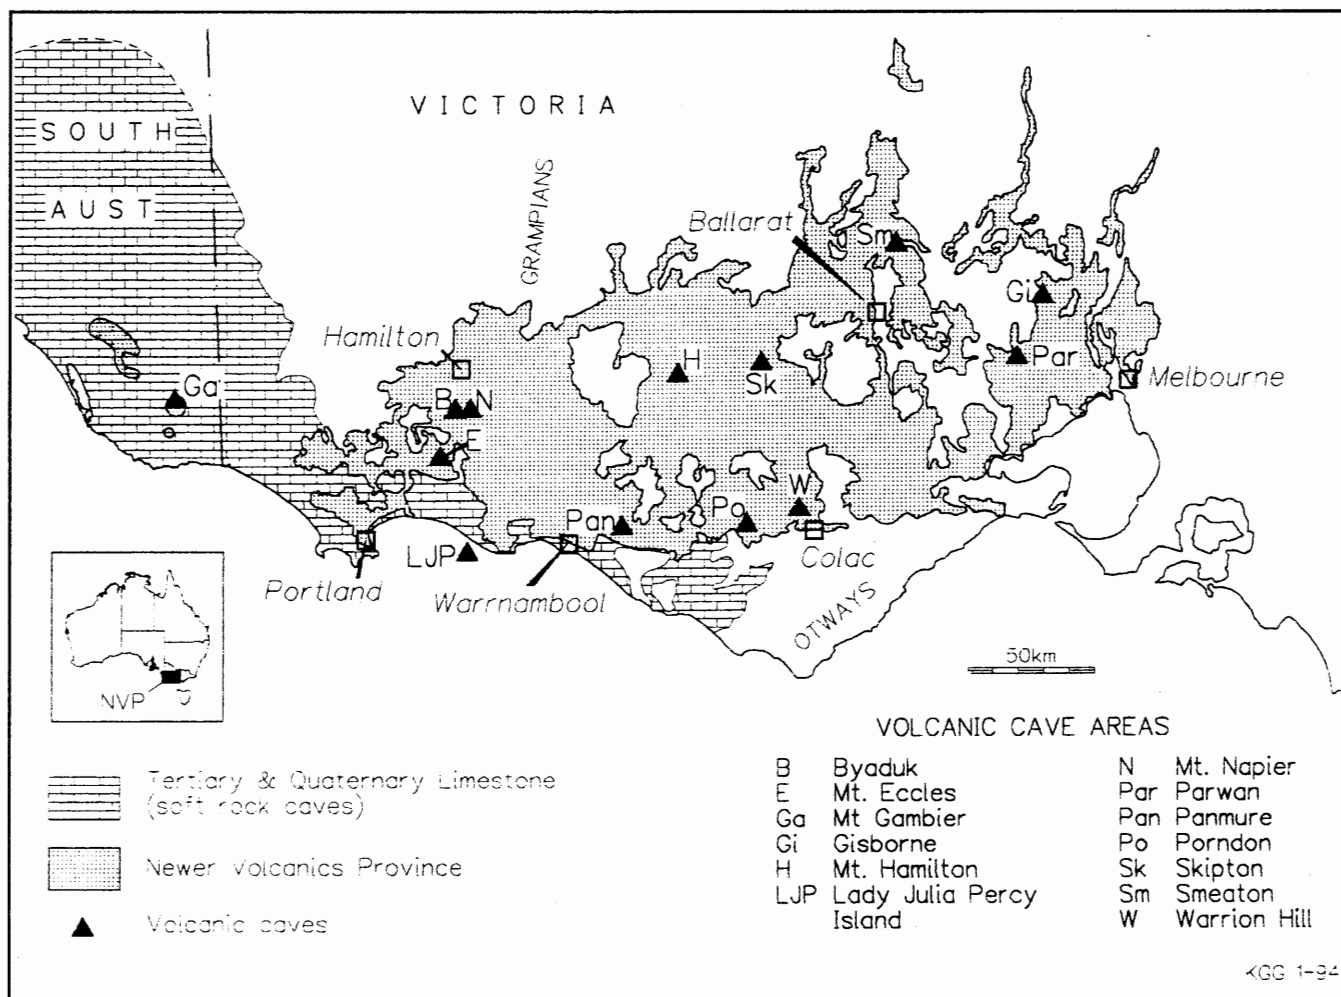 VICTORIA
SOUTH
AUST
GRAMPIANS
Ballarat
Sm
Gi
Hamilton
H
Sk
Par
Melbourne
Ga
B
N
E
W
Pan
Po
LJP
Colac
Portland
Warrnambool
OTWAYS
50km
NVP
VOLCANIC CAVE AREAS
B Byaduk
E Mt. Eccles
Ga Mt Gambier
Gi Gisborne
H Mt. Hamilton
LJP Lady Julia Percy
Island
N Mt. Napier
Par Parwan
Pan Panmure
Po Porndon
Sk Skipton
Sm Smeaton
W Warrion Hill
Tertiary & Quaternary Limestone
(soft rock caves)
Newer Volcanics Province
Volcanic caves
KGG 1-94